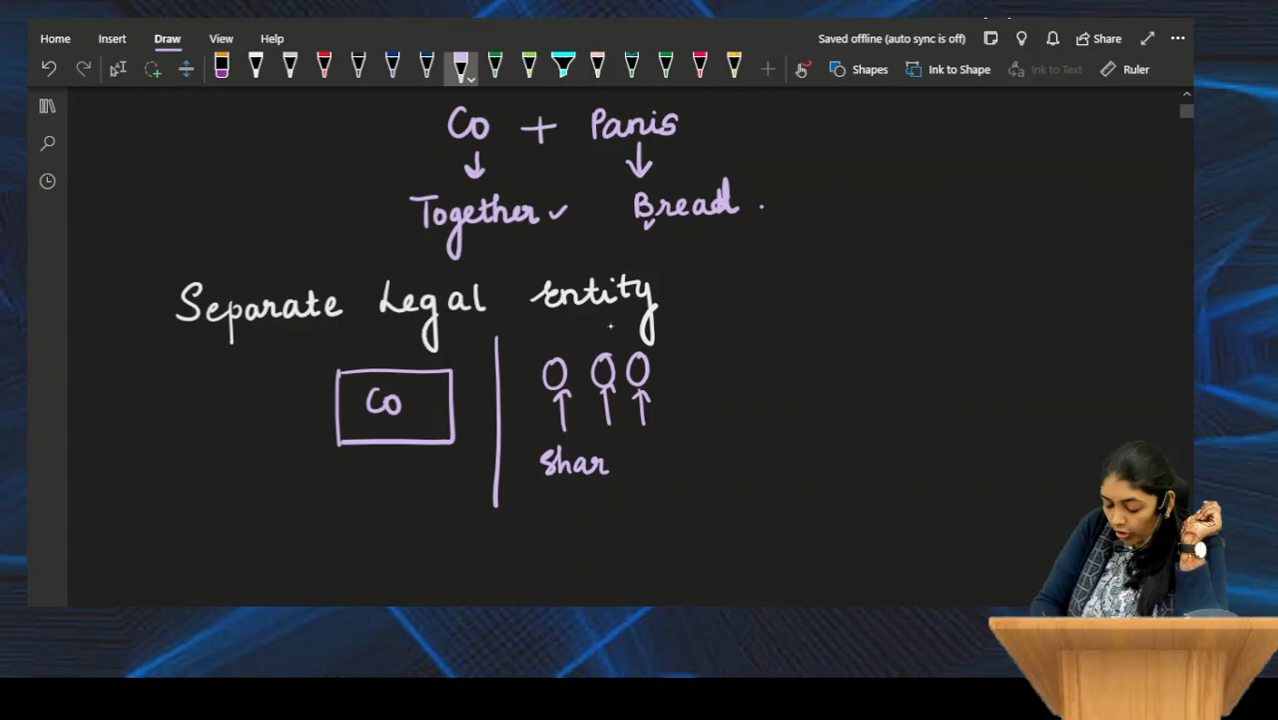 Home Insert Draw View Help Saved offline (auto sync is off) Share
Shapes Ink to Shape Ink to Text Ruler
Co + Panis
Together Bread
Separate Legal entity
Co
Shar